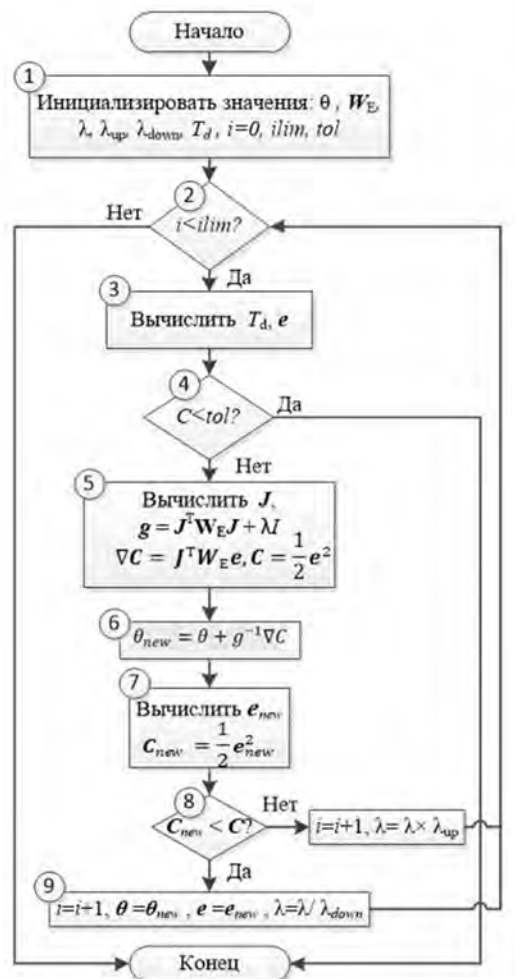 Начало
1
Инициализировать значения: θ , W_E,
λ, λ_up, λ_down, T_d , i=0, ilim, tol
2
Нет
i<ilim?
Да
3
Вычислить T_d, e
4
C<tol?
Да
Нет
5
Вычислить J,
g = J^T W_E J + λI
∇C = J^T W_E e, C = 1/2 e^2
6
θ_new = θ + g^−1 ∇C
7
Вычислить e_new
C_new = 1/2 e^2_new
8
Нет
C_new < C?
i=i+1, λ= λ× λ_up
Да
9
i=i+1, θ =θ_new , e =e_new , λ=λ/ λ_down
Конец